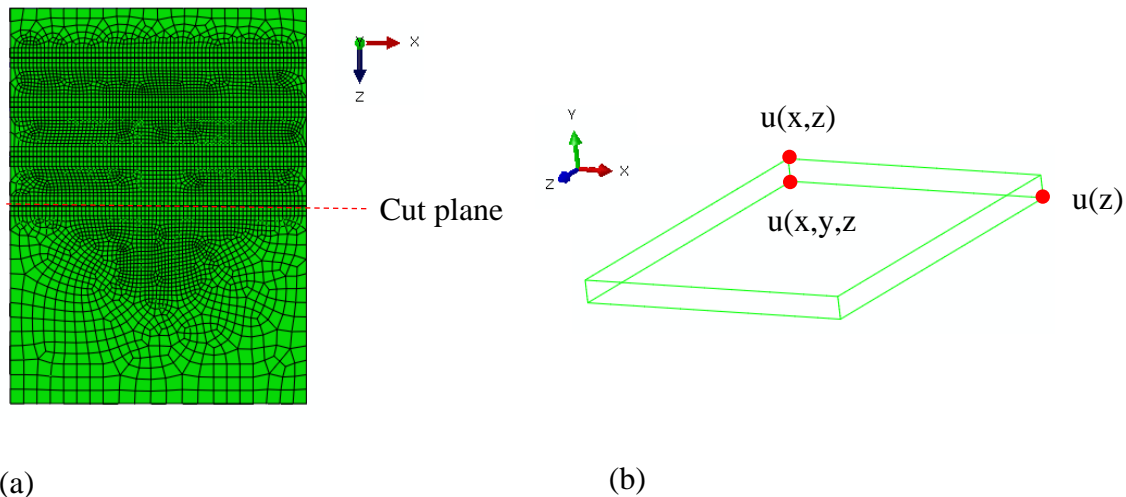 Y
X
Z
Cut plane
(a)
Y
X
Z
u(x,z)
u(x,y,z
u(z)
(b)